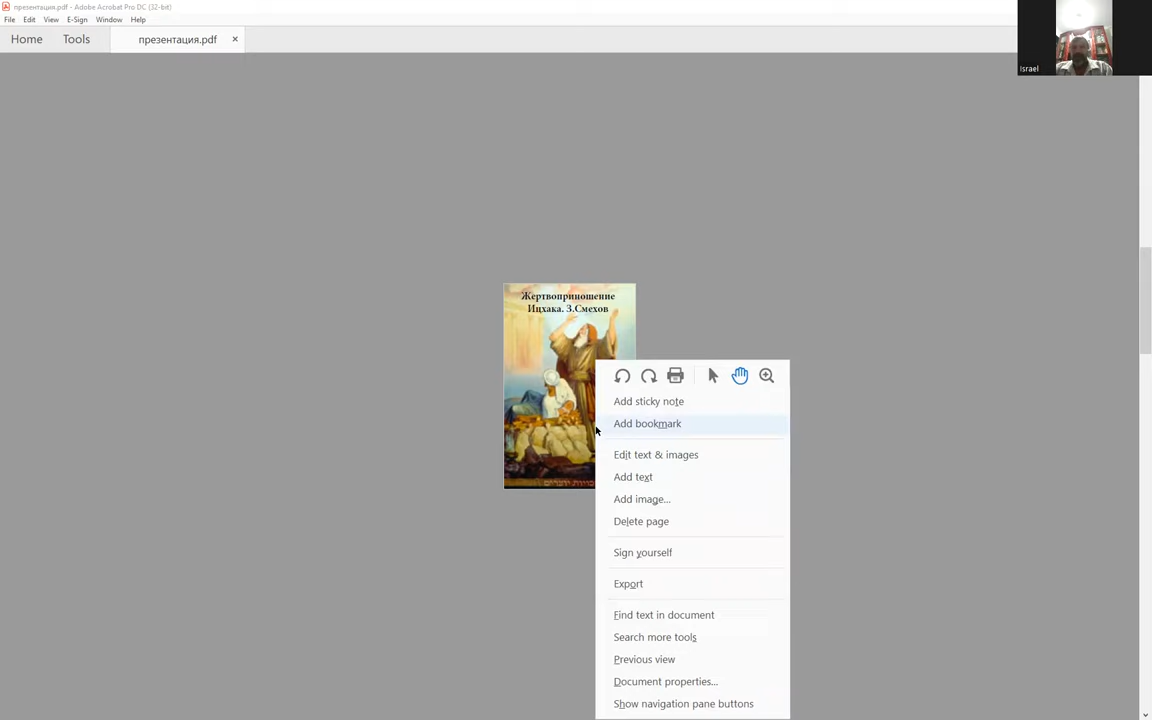 презентация.pdf - Adobe Acrobat Pro DC (32-bit)
File Edit View E-Sign Window Help
Home Tools презентация.pdf ×
Israel
Жертвоприношение
Ицхака. З.Смехов
Add sticky note
Add bookmark
Edit text & images
Add text
Add image...
Delete page
Sign yourself
Export
Find text in document
Search more tools
Previous view
Document properties...
Show navigation pane buttons